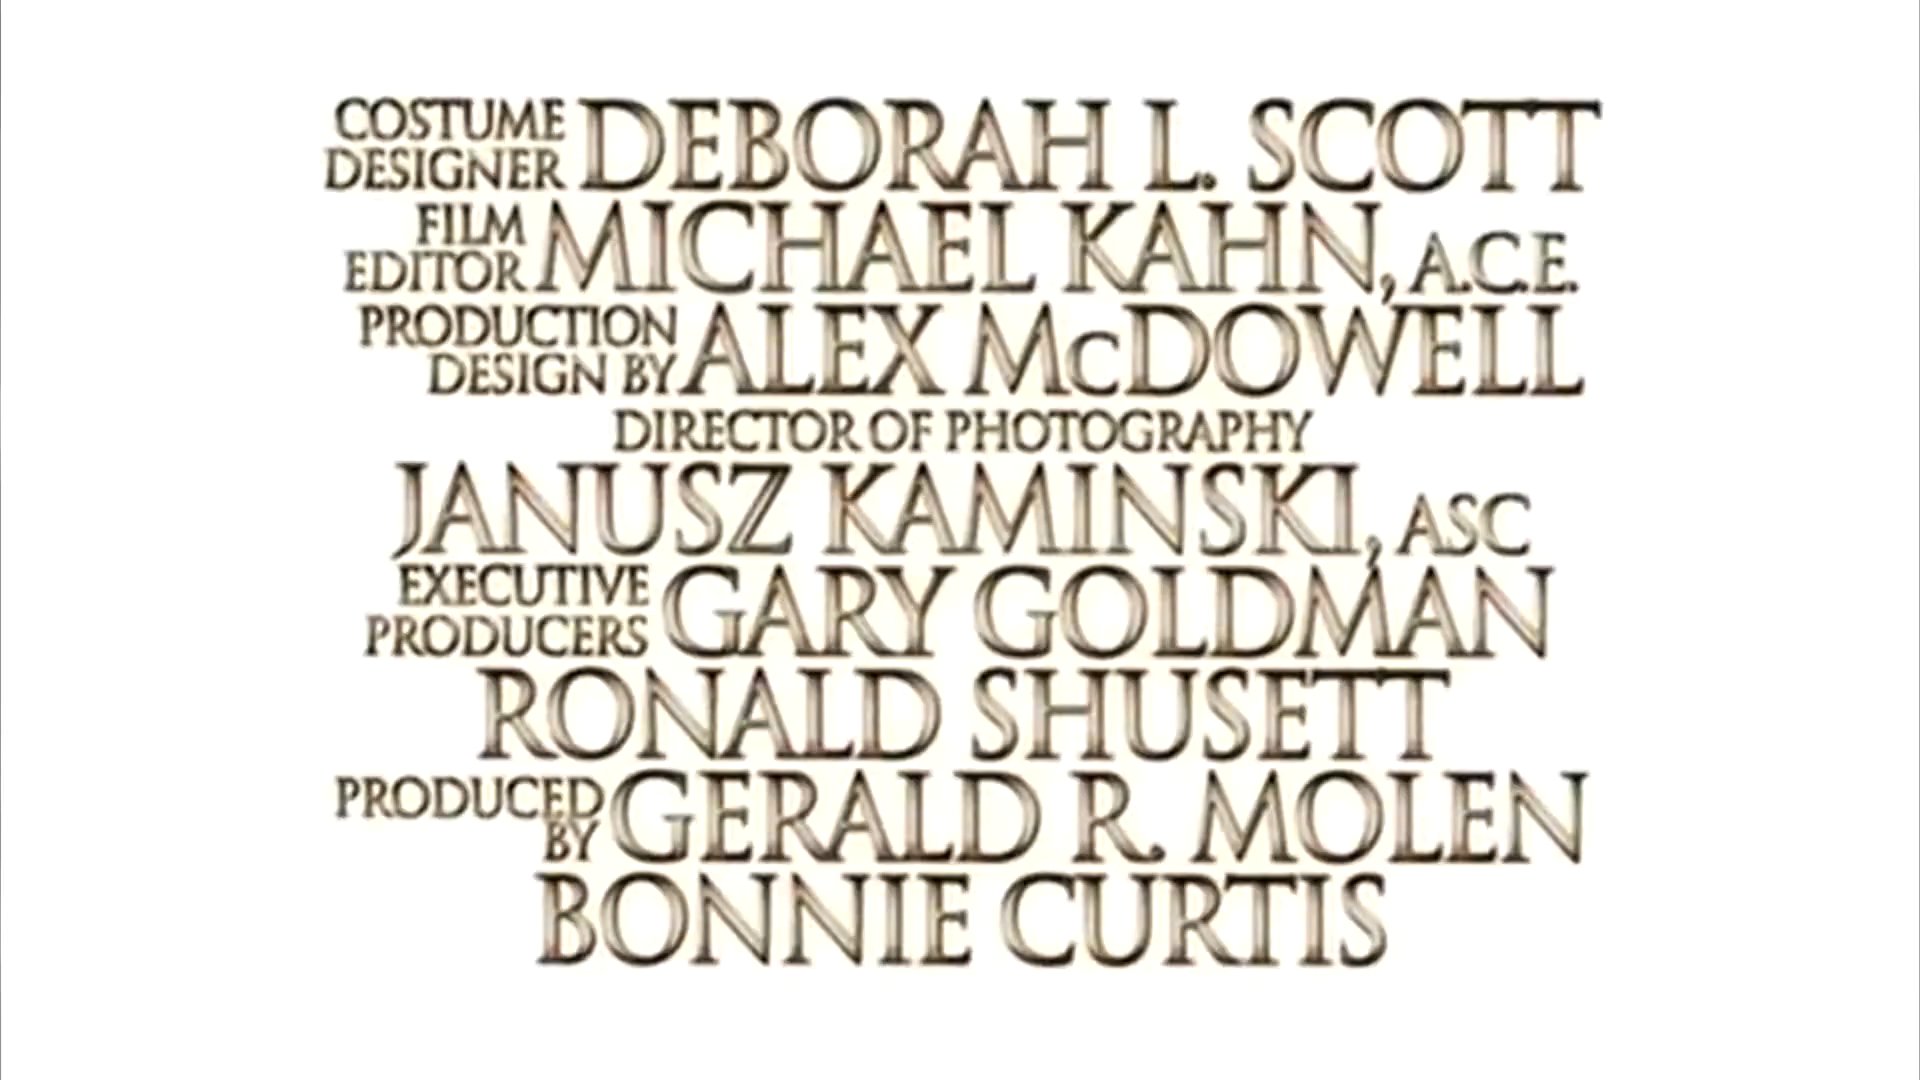 COSTUME DESIGNER DEBORAH L. SCOTT
FILM EDITOR MICHAEL KAHN, A.C.E.
PRODUCTION DESIGN BY ALEX McDOWELL
DIRECTOR OF PHOTOGRAPHY
JANUSZ KAMINSKI, ASC
EXECUTIVE PRODUCERS GARY GOLDMAN
RONALD SHUSETT
PRODUCED BY GERALD R. MOLEN
BONNIE CURTIS